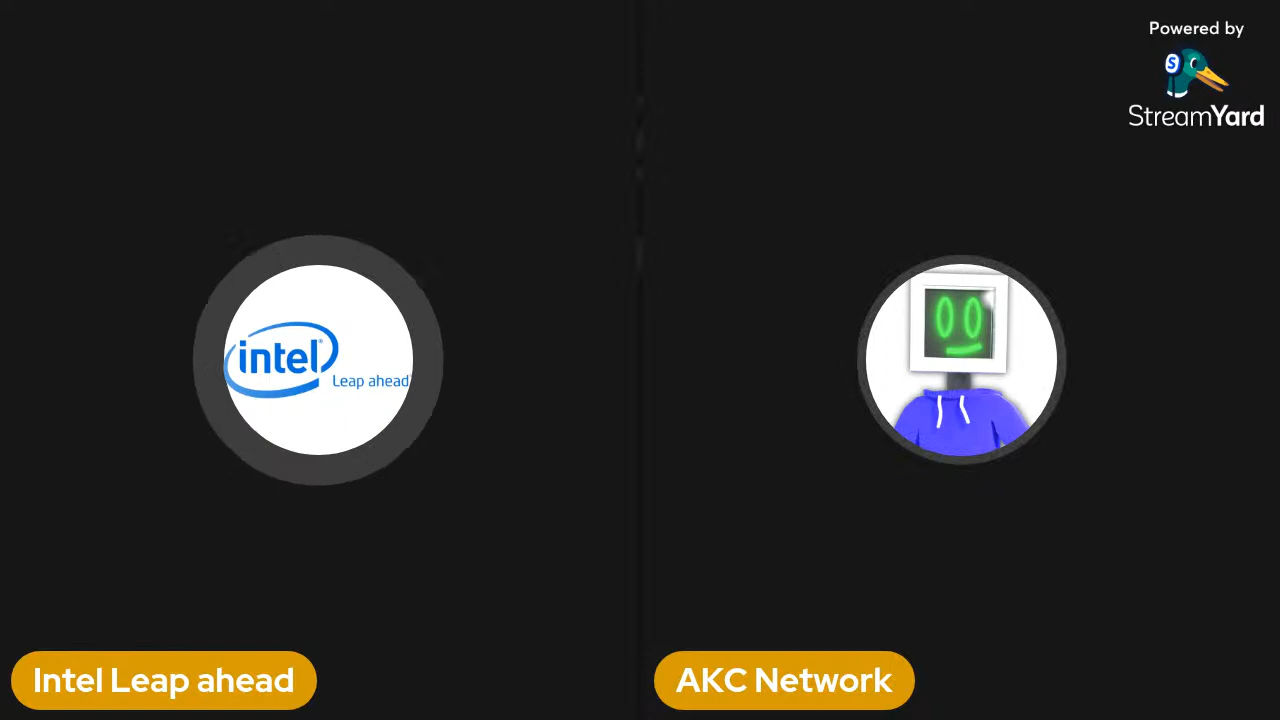 Powered by
S
StreamYard
intel®
Leap ahead
Intel Leap ahead
AKC Network